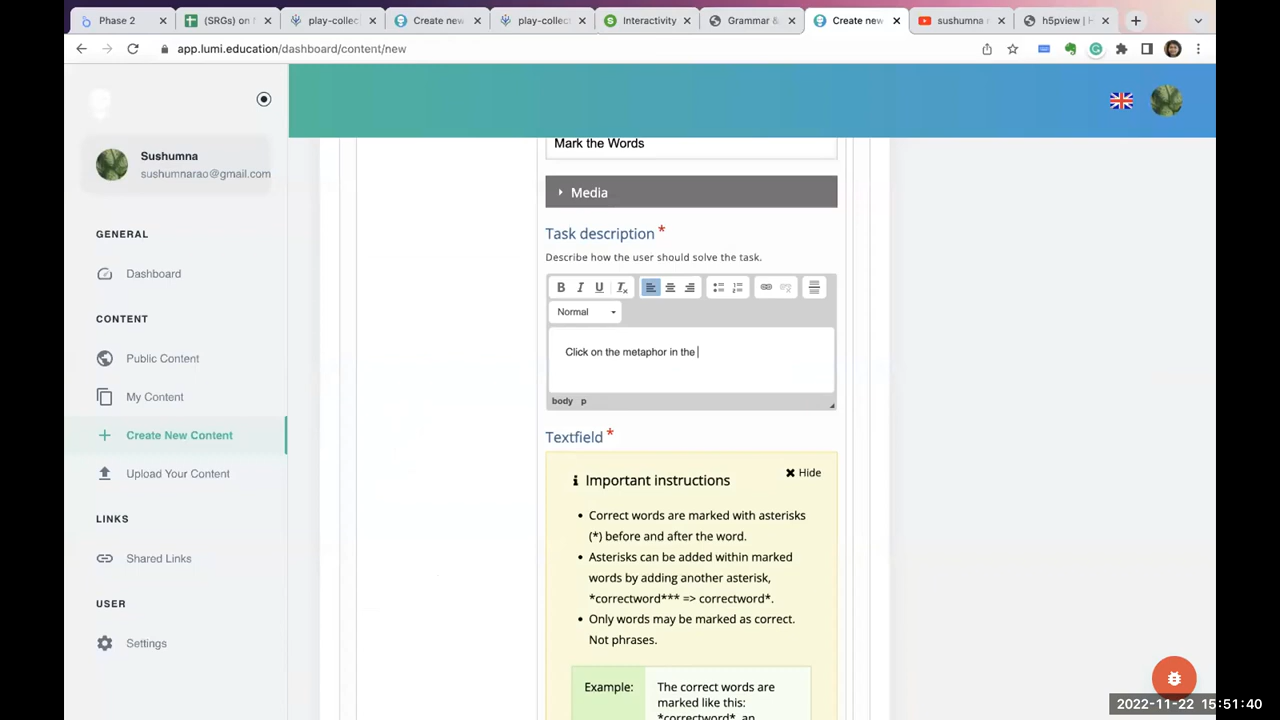 Phase 2
(SRGs) on M
play-collec
Create new
play-collect
Interactivity
Grammar &
Create new
sushumna r
h5pview | H
app.lumi.education/dashboard/content/new
Sushumna
sushumnarao@gmail.com
GENERAL
Dashboard
CONTENT
Public Content
My Content
Create New Content
Upload Your Content
LINKS
Shared Links
USER
Settings
Mark the Words
Media
Task description *
Describe how the user should solve the task.
B I U Tx
Normal
Click on the metaphor in the
body p
Textfield *
Hide
Important instructions
Correct words are marked with asterisks
(*) before and after the word.
Asterisks can be added within marked
words by adding another asterisk,
*correctword*** => correctword*.
Only words may be marked as correct.
Not phrases.
Example:
The correct words are
marked like this:
*correctword*, an
2022-11-22 15:51:40